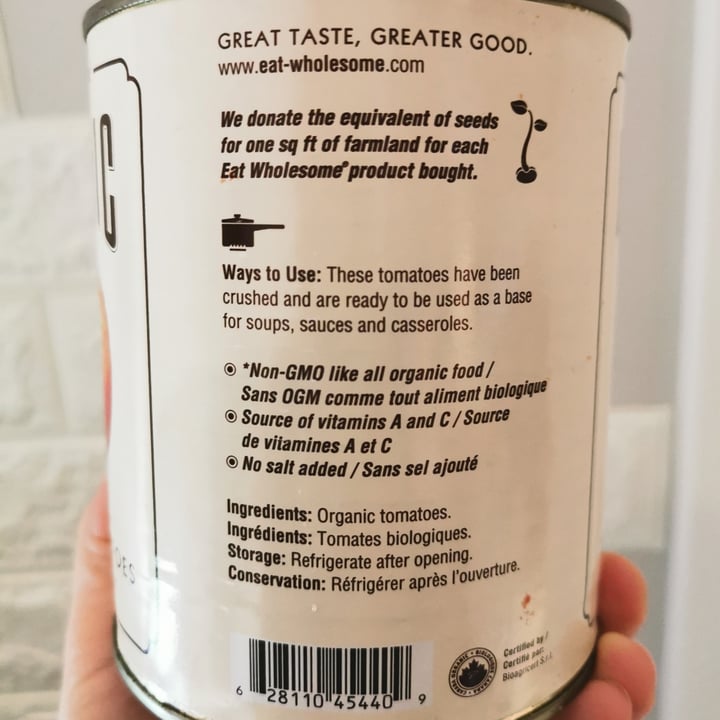 GREAT TASTE, GREATER GOOD.
www.eat-wholesome.com
We donate the equivalent of seeds
for one sq ft of farmland for each
Eat Wholesome® product bought.
Ways to Use: These tomatoes have been
crushed and are ready to be used as a base
for soups, sauces and casseroles.
*Non-GMO like all organic food /
Sans OGM comme tout aliment biologique
Source of vitamins A and C / Source
de vitamines A et C
No salt added / Sans sel ajouté
Ingredients: Organic tomatoes.
Ingrédients: Tomates biologiques.
Storage: Refrigerate after opening.
Conservation: Réfrigérer après l'ouverture.
6 28110 45440 9
CANADA ORGANIC • BIOLOGIQUE CANADA
Certified by /
Certifié par:
Bioagricert S.r.l.